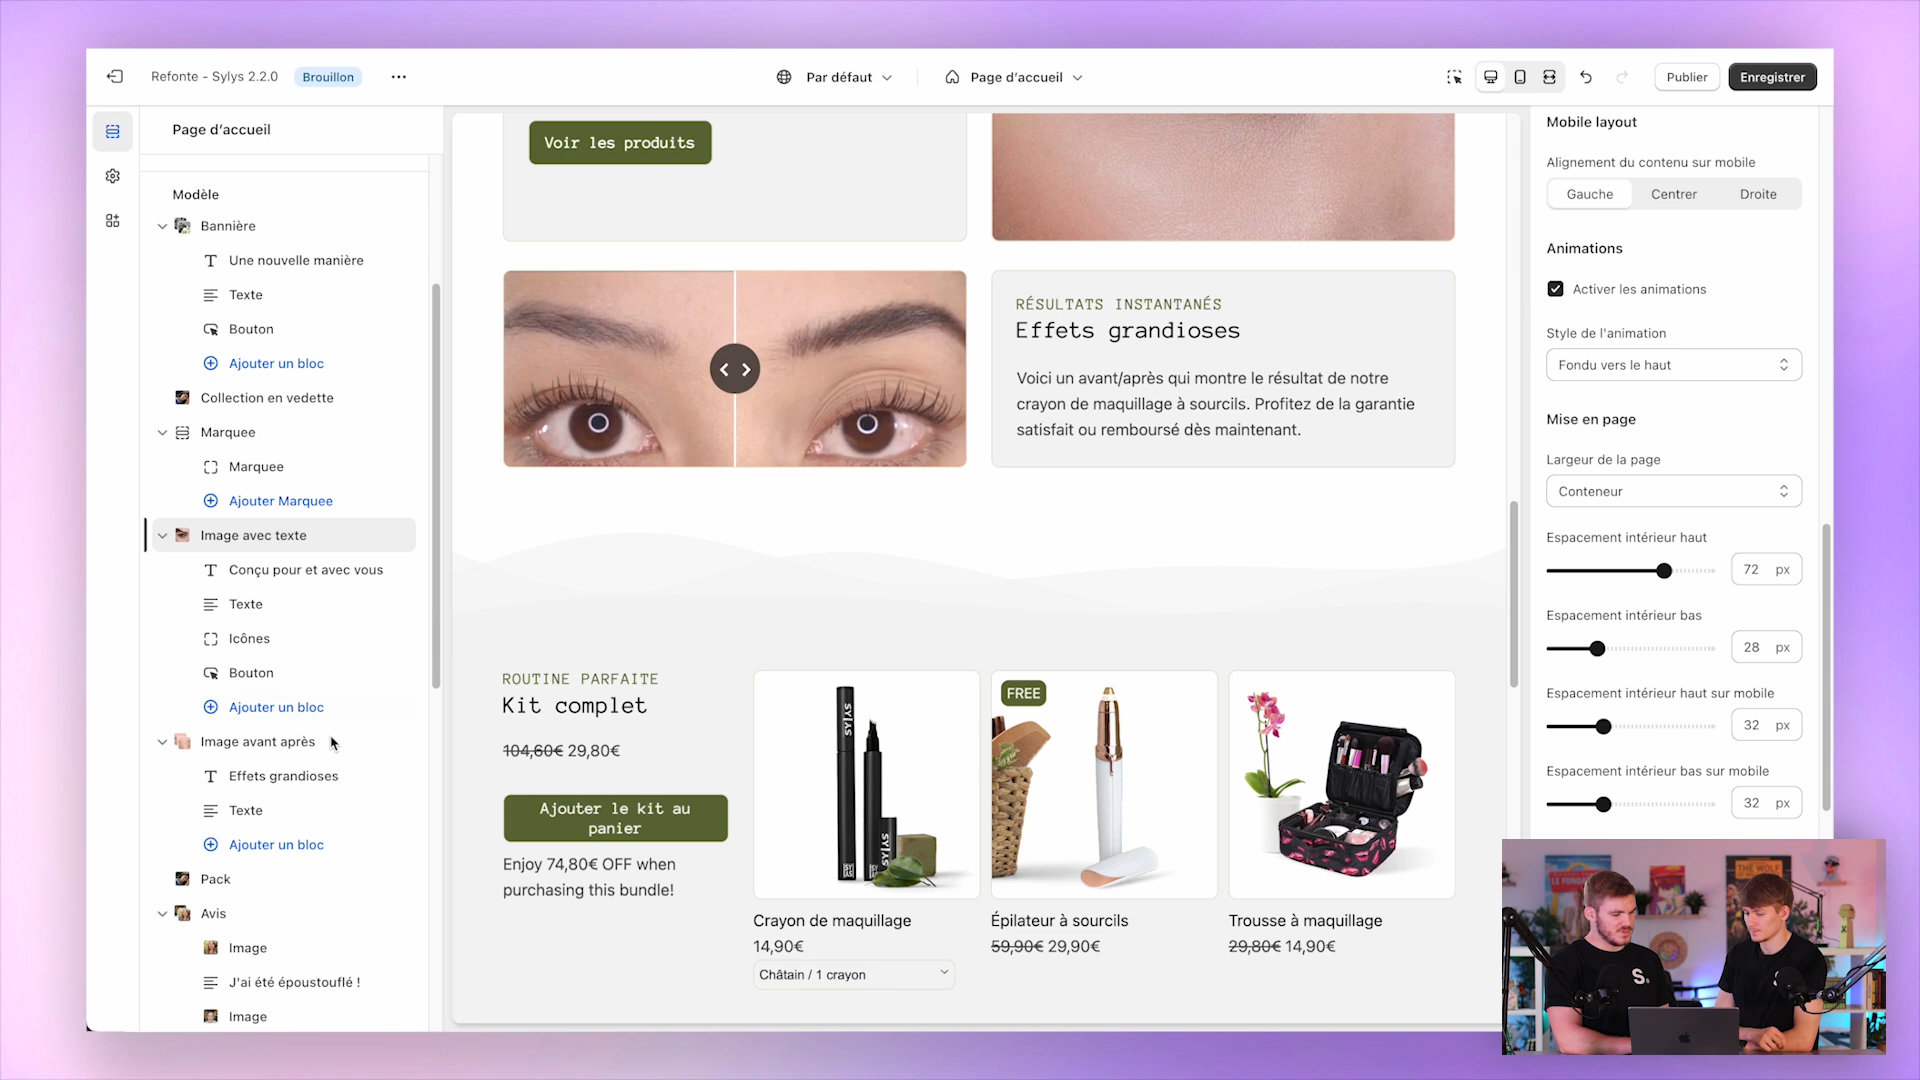 Refonte - Sylys 2.2.0
Brouillon
Par défaut
Page d'accueil
Publier
Enregistrer
Page d'accueil
Modèle
Bannière
Une nouvelle manière
Texte
Bouton
Ajouter un bloc
Collection en vedette
Marquee
Marquee
Ajouter Marquee
Image avec texte
Conçu pour et avec vous
Texte
Icônes
Bouton
Ajouter un bloc
Image avant après
Effets grandioses
Texte
Ajouter un bloc
Pack
Avis
Image
J'ai été époustouflé !
Image
Voir les produits
RÉSULTATS INSTANTANÉS
Effets grandioses
Voici un avant/après qui montre le résultat de notre
crayon de maquillage à sourcils. Profitez de la garantie
satisfait ou remboursé dès maintenant.
ROUTINE PARFAITE
Kit complet
104,60€ 29,80€
Ajouter le kit au
panier
Enjoy 74,80€ OFF when
purchasing this bundle!
SYLYS
SYLYS
Crayon de maquillage
14,90€
Châtain / 1 crayon
FREE
Épilateur à sourcils
59,90€ 29,90€
Trousse à maquillage
29,80€ 14,90€
Mobile layout
Alignement du contenu sur mobile
Gauche
Centrer
Droite
Animations
Activer les animations
Style de l'animation
Fondu vers le haut
Mise en page
Largeur de la page
Conteneur
Espacement intérieur haut
72 px
Espacement intérieur bas
28 px
Espacement intérieur haut sur mobile
32 px
Espacement intérieur bas sur mobile
32 px
THE WOLF
S.